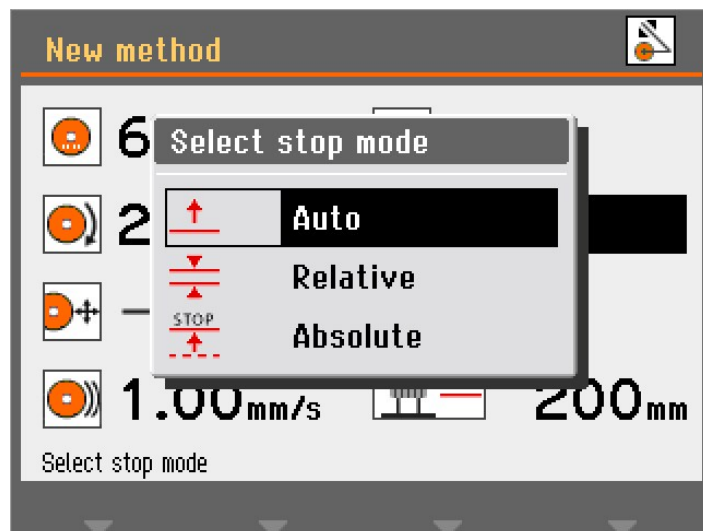 New method
6
Select stop mode
2
Auto
Relative
STOP
Absolute
1.00mm/s
200mm
Select stop mode